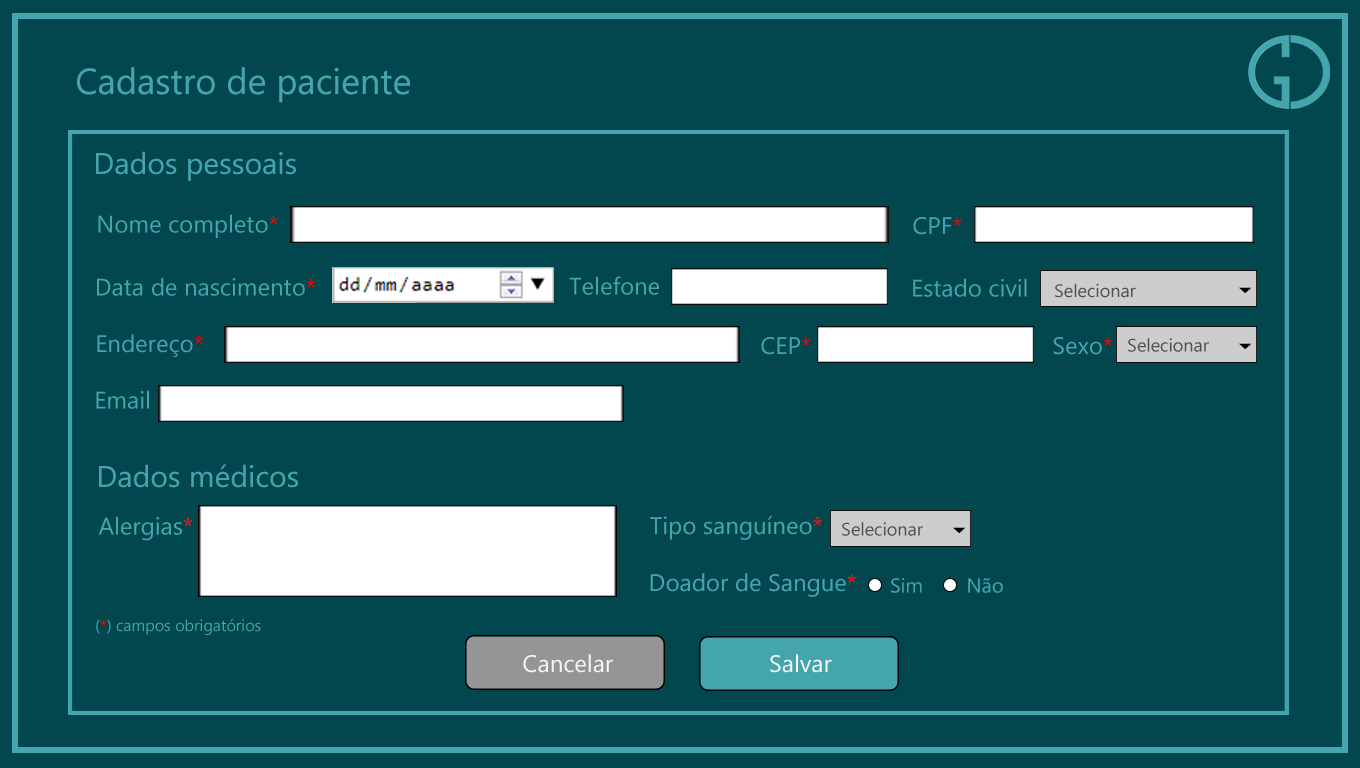 Cadastro de paciente
Dados pessoais
Nome completo* CPF*
Data de nascimento* dd/mm/aaaa Telefone Estado civil Selecionar
Endereço* CEP* Sexo* Selecionar
Email
Dados médicos
Alergias* Tipo sanguíneo* Selecionar
Doador de Sangue* Sim Não
(*) campos obrigatórios
Cancelar Salvar